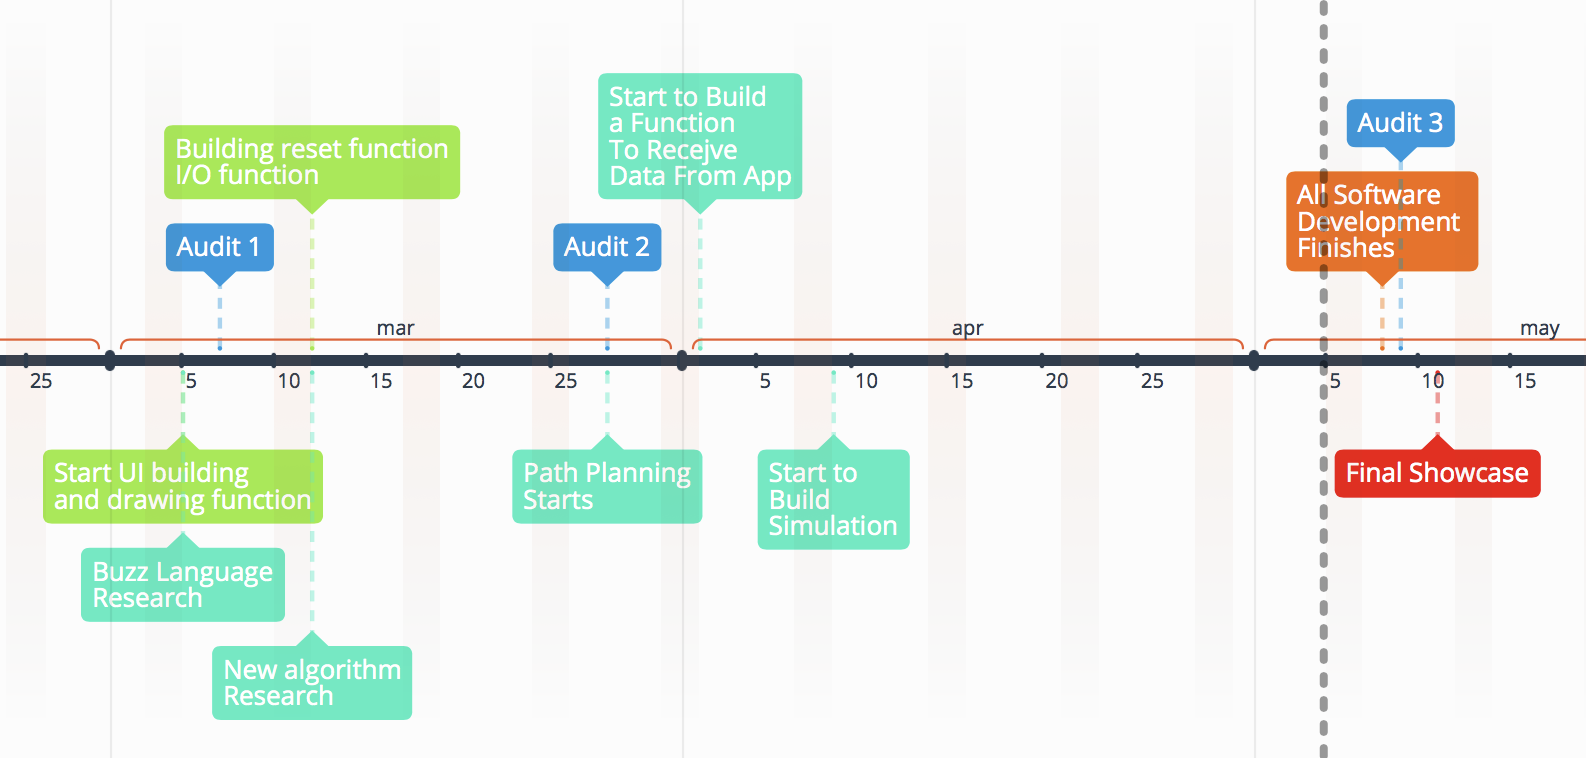 Start to Build
a Function
To Recejve
Data From App
Audit 3
Building reset function
I/O function
All Software
Development
Finishes
Audit 1
Audit 2
mar
apr
may
25
5
10
15
20
25
5
10
15
20
25
5
10
15
Start UI building
and drawing function
Path Planning
Starts
Start to
Build
Simulation
Final Showcase
Buzz Language
Research
New algorithm
Research